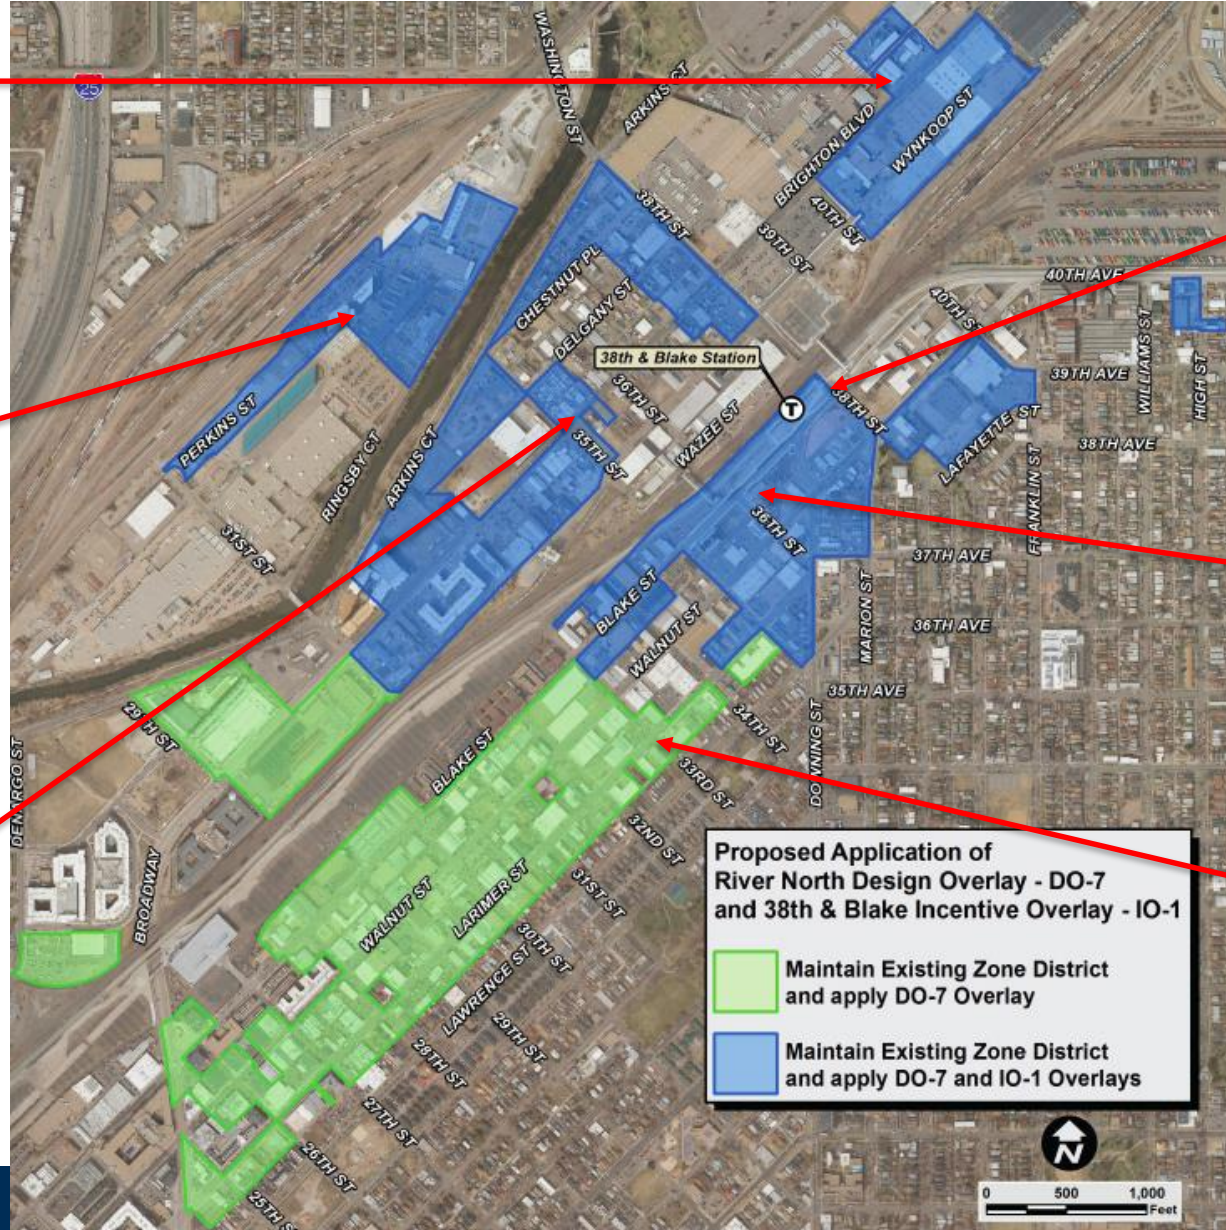 WASHINGTON ST
ARKINS CT
25
BRIGHTON BLVD
WYNKOOP ST
38TH ST
40TH ST
39TH ST
CHESTNUT PL
DELGANY ST
40TH AVE
40TH ST
WILLIAMS ST
HIGH ST
38th & Blake Station
T
36TH ST
38TH ST
39TH AVE
PERKINS ST
RINGSBY CT
ARKINS CT
35TH ST
WAZEE ST
LAFAYETTE ST
38TH AVE
FRANKLIN ST
31ST ST
36TH ST
37TH AVE
BLAKE ST
WALNUT ST
MARION ST
36TH AVE
35TH AVE
29TH ST
34TH ST
DOWNING ST
DENARGO ST
BLAKE ST
33RD ST
32ND ST
BROADWAY
WALNUT ST
LARIMER ST
31ST ST
30TH ST
LAWRENCE ST
29TH ST
28TH ST
27TH ST
26TH ST
25TH ST
Proposed Application of
River North Design Overlay - DO-7
and 38th & Blake Incentive Overlay - IO-1
Maintain Existing Zone District
and apply DO-7 Overlay
Maintain Existing Zone District
and apply DO-7 and IO-1 Overlays
N
0 500 1,000
Feet